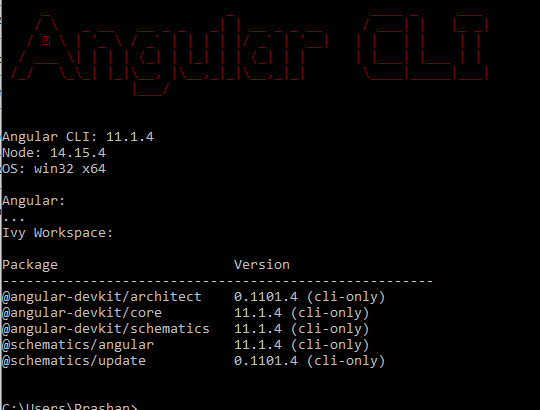 Angular CLI
Angular CLI: 11.1.4
Node: 14.15.4
OS: win32 x64
Angular:
...
Ivy Workspace:
Package Version
------------------------------------------------------
@angular-devkit/architect 0.1101.4 (cli-only)
@angular-devkit/core 11.1.4 (cli-only)
@angular-devkit/schematics 11.1.4 (cli-only)
@schematics/angular 11.1.4 (cli-only)
@schematics/update 0.1101.4 (cli-only)
C:\Users\Prashan>